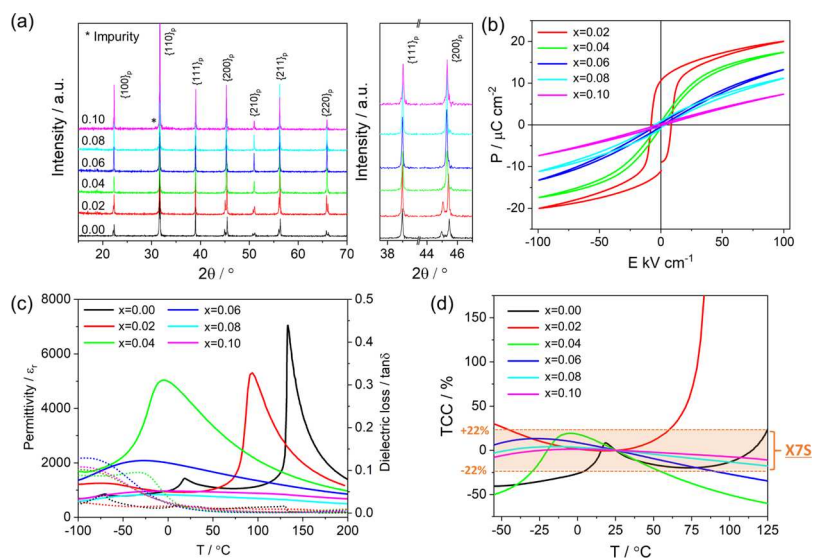 (a)
* Impurity
{100}p
{110}p
{111}p
{200}p
{210}p
{211}p
{220}p
*
0.10
0.08
0.06
0.04
0.02
0.00
Intensity / a.u.
20 30 40 50 60 70
2θ / °
{111}p
{200}p
Intensity / a.u.
38 40 44 46
2θ / °
(b)
x=0.02
x=0.04
x=0.06
x=0.08
x=0.10
P / μC cm-2
20
10
0
-10
-20
-100 -50 0 50 100
E kV cm-1
(c)
x=0.00 x=0.06
x=0.02 x=0.08
x=0.04 x=0.10
Permittivity / εr
8000
6000
4000
2000
0
Dielectric loss / tanδ
0.5
0.4
0.3
0.2
0.1
0.0
-100 -50 0 50 100 150 200
T / °C
(d)
x=0.00
x=0.02
x=0.04
x=0.06
x=0.08
x=0.10
TCC / %
150
100
50
+22%
0
-22%
-50
X7S
-50 -25 0 25 50 75 100 125
T / °C